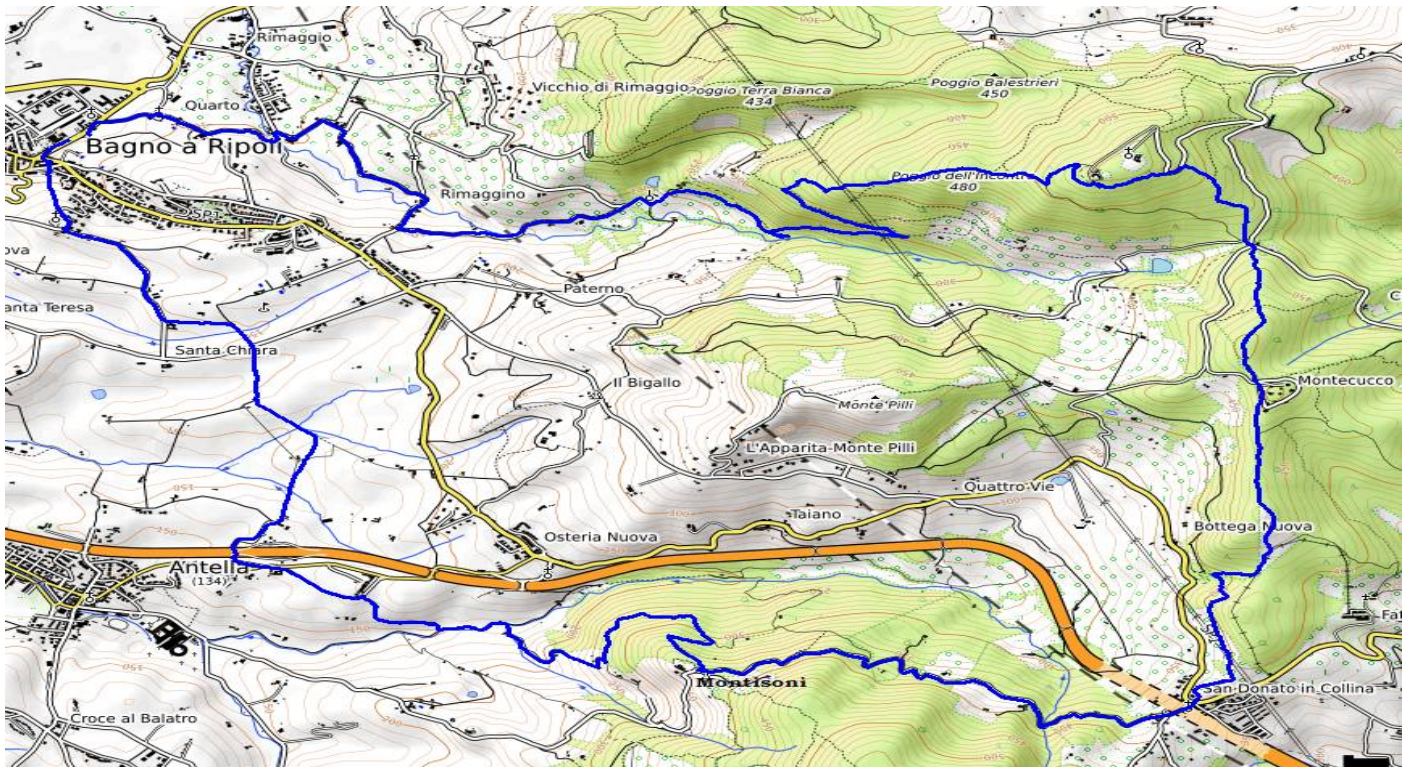 Rimaggio
Vicchio di Rimaggio
Poggio Terra Bianca
434
Poggio Balestrieri
450
Quarto
Bagno a Ripoli
Poggio dell'Incontro
480
Rimaggino
Paterno
Santa Chiara
Il Bigallo
Montecucco
Monte Pilli
L'Apparita-Monte Pilli
Quattro Vie
Taiano
Bottega Nuova
Osteria Nuova
Antella
(134)
Montisoni
San Donato in Collina
Croce al Balatro